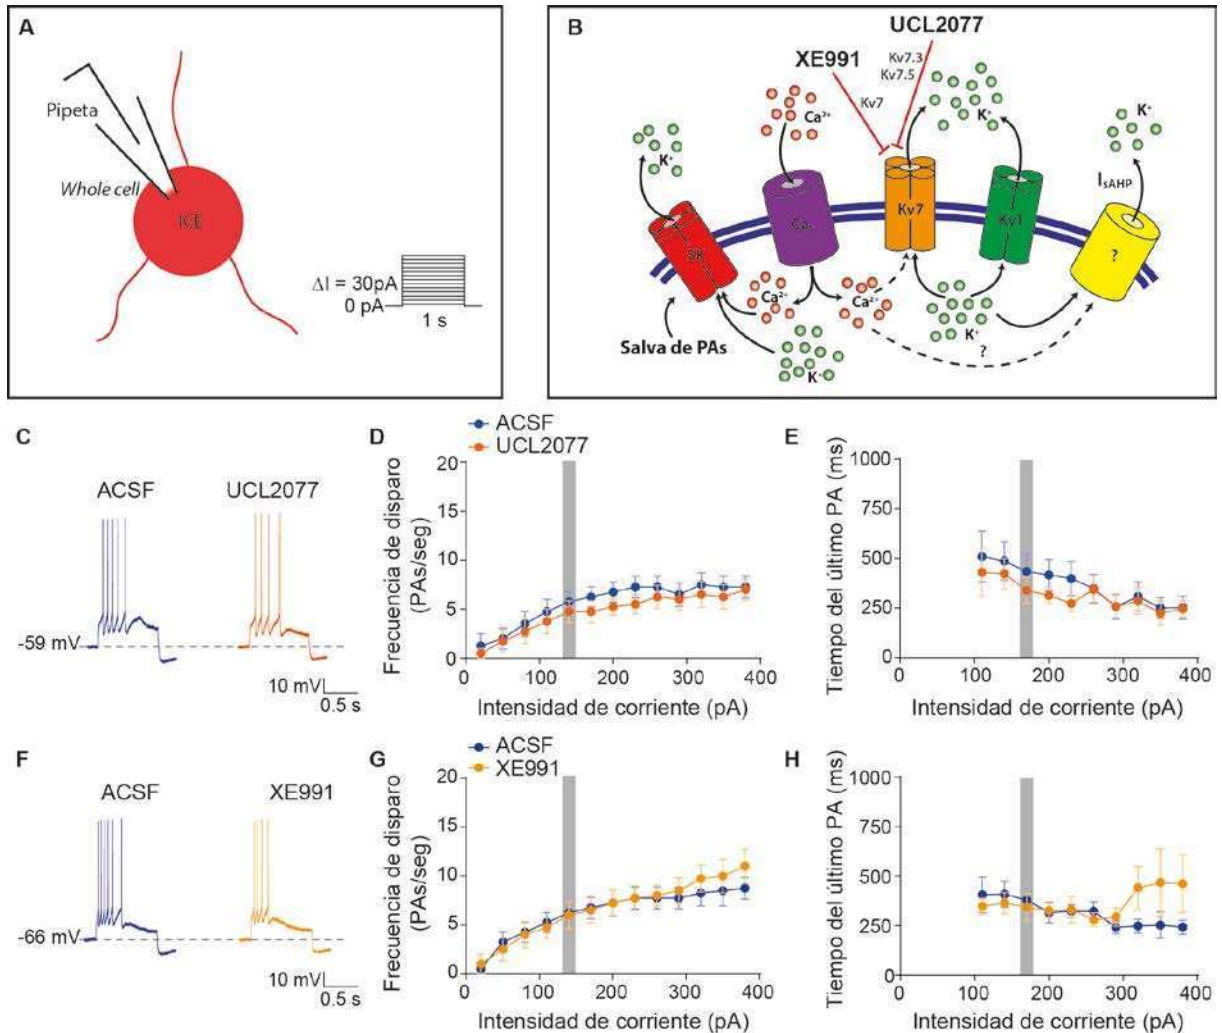 A
Pipeta
Whole cell
ICE
ΔI = 30pA
0 pA
1 s
B
UCL2077
XE991
Kv7.3
Kv7.5
Kv7
Ca²⁺
K⁺
K⁺
K⁺
I sAHP
SK
Caᵥ
Kv7
Kv1
?
Ca²⁺
Ca²⁺
K⁺
?
Salva de PAs
K⁺
C
ACSF
UCL2077
-59 mV
10 mV
0.5 s
D
ACSF
UCL2077
Frecuencia de disparo
(PAs/seg)
20
15
10
5
0
0
100
200
300
400
Intensidad de corriente (pA)
E
Tiempo del último PA (ms)
1000
750
500
250
0
0
100
200
300
400
Intensidad de corriente (pA)
F
ACSF
XE991
-66 mV
10 mV
0.5 s
G
ACSF
XE991
Frecuencia de disparo
(PAs/seg)
20
15
10
5
0
0
100
200
300
400
Intensidad de corriente (pA)
H
Tiempo del último PA (ms)
1000
750
500
250
0
0
100
200
300
400
Intensidad de corriente (pA)